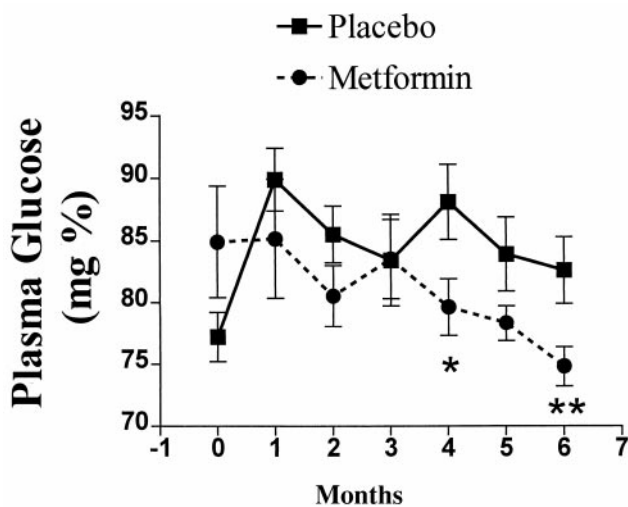 Placebo
Metformin
Plasma Glucose
(mg %)
95
90
85
80
75
70
*
**
-1 0 1 2 3 4 5 6 7
Months